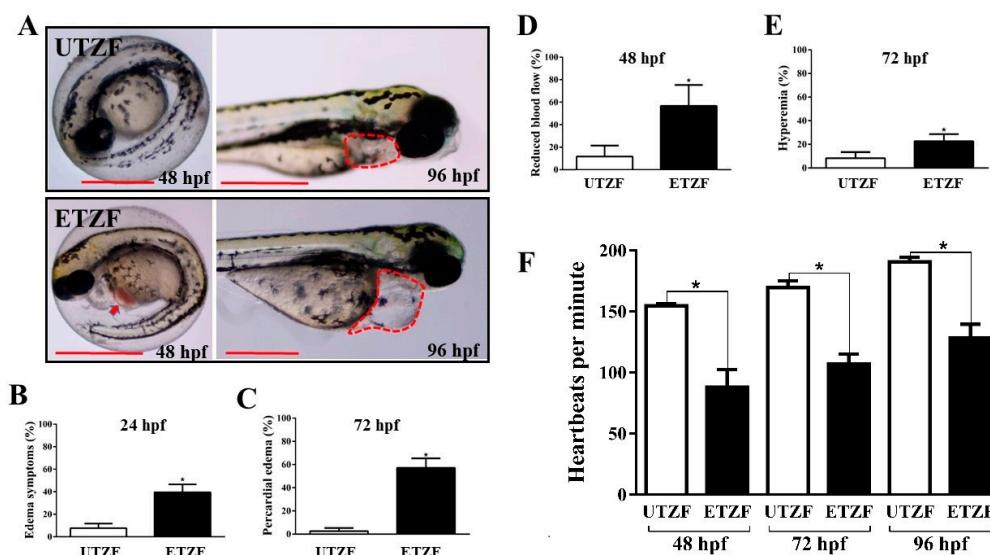 A
UTZF
48 hpf
96 hpf
ETZF
48 hpf
96 hpf
B
24 hpf
Edema symptoms (%)
100
80
60
40
20
0
UTZF ETZF
C
72 hpf
Percardial edema (%)
100
80
60
40
20
0
UTZF ETZF
D
48 hpf
Reduced blood flow (%)
100
80
60
40
20
0
*
UTZF ETZF
E
72 hpf
Hyperemia (%)
100
80
60
40
20
0
*
UTZF ETZF
F
Heartbeats per minute
200
150
100
50
0
* * *
UTZF ETZF UTZF ETZF UTZF ETZF
48 hpf 72 hpf 96 hpf